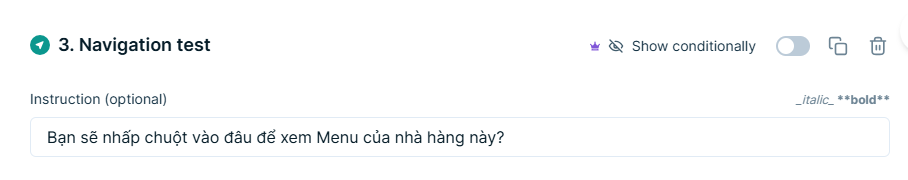 3. Navigation test
Show conditionally
Instruction (optional)
_italic_ **bold**
Bạn sẽ nhấp chuột vào đâu để xem Menu của nhà hàng này?